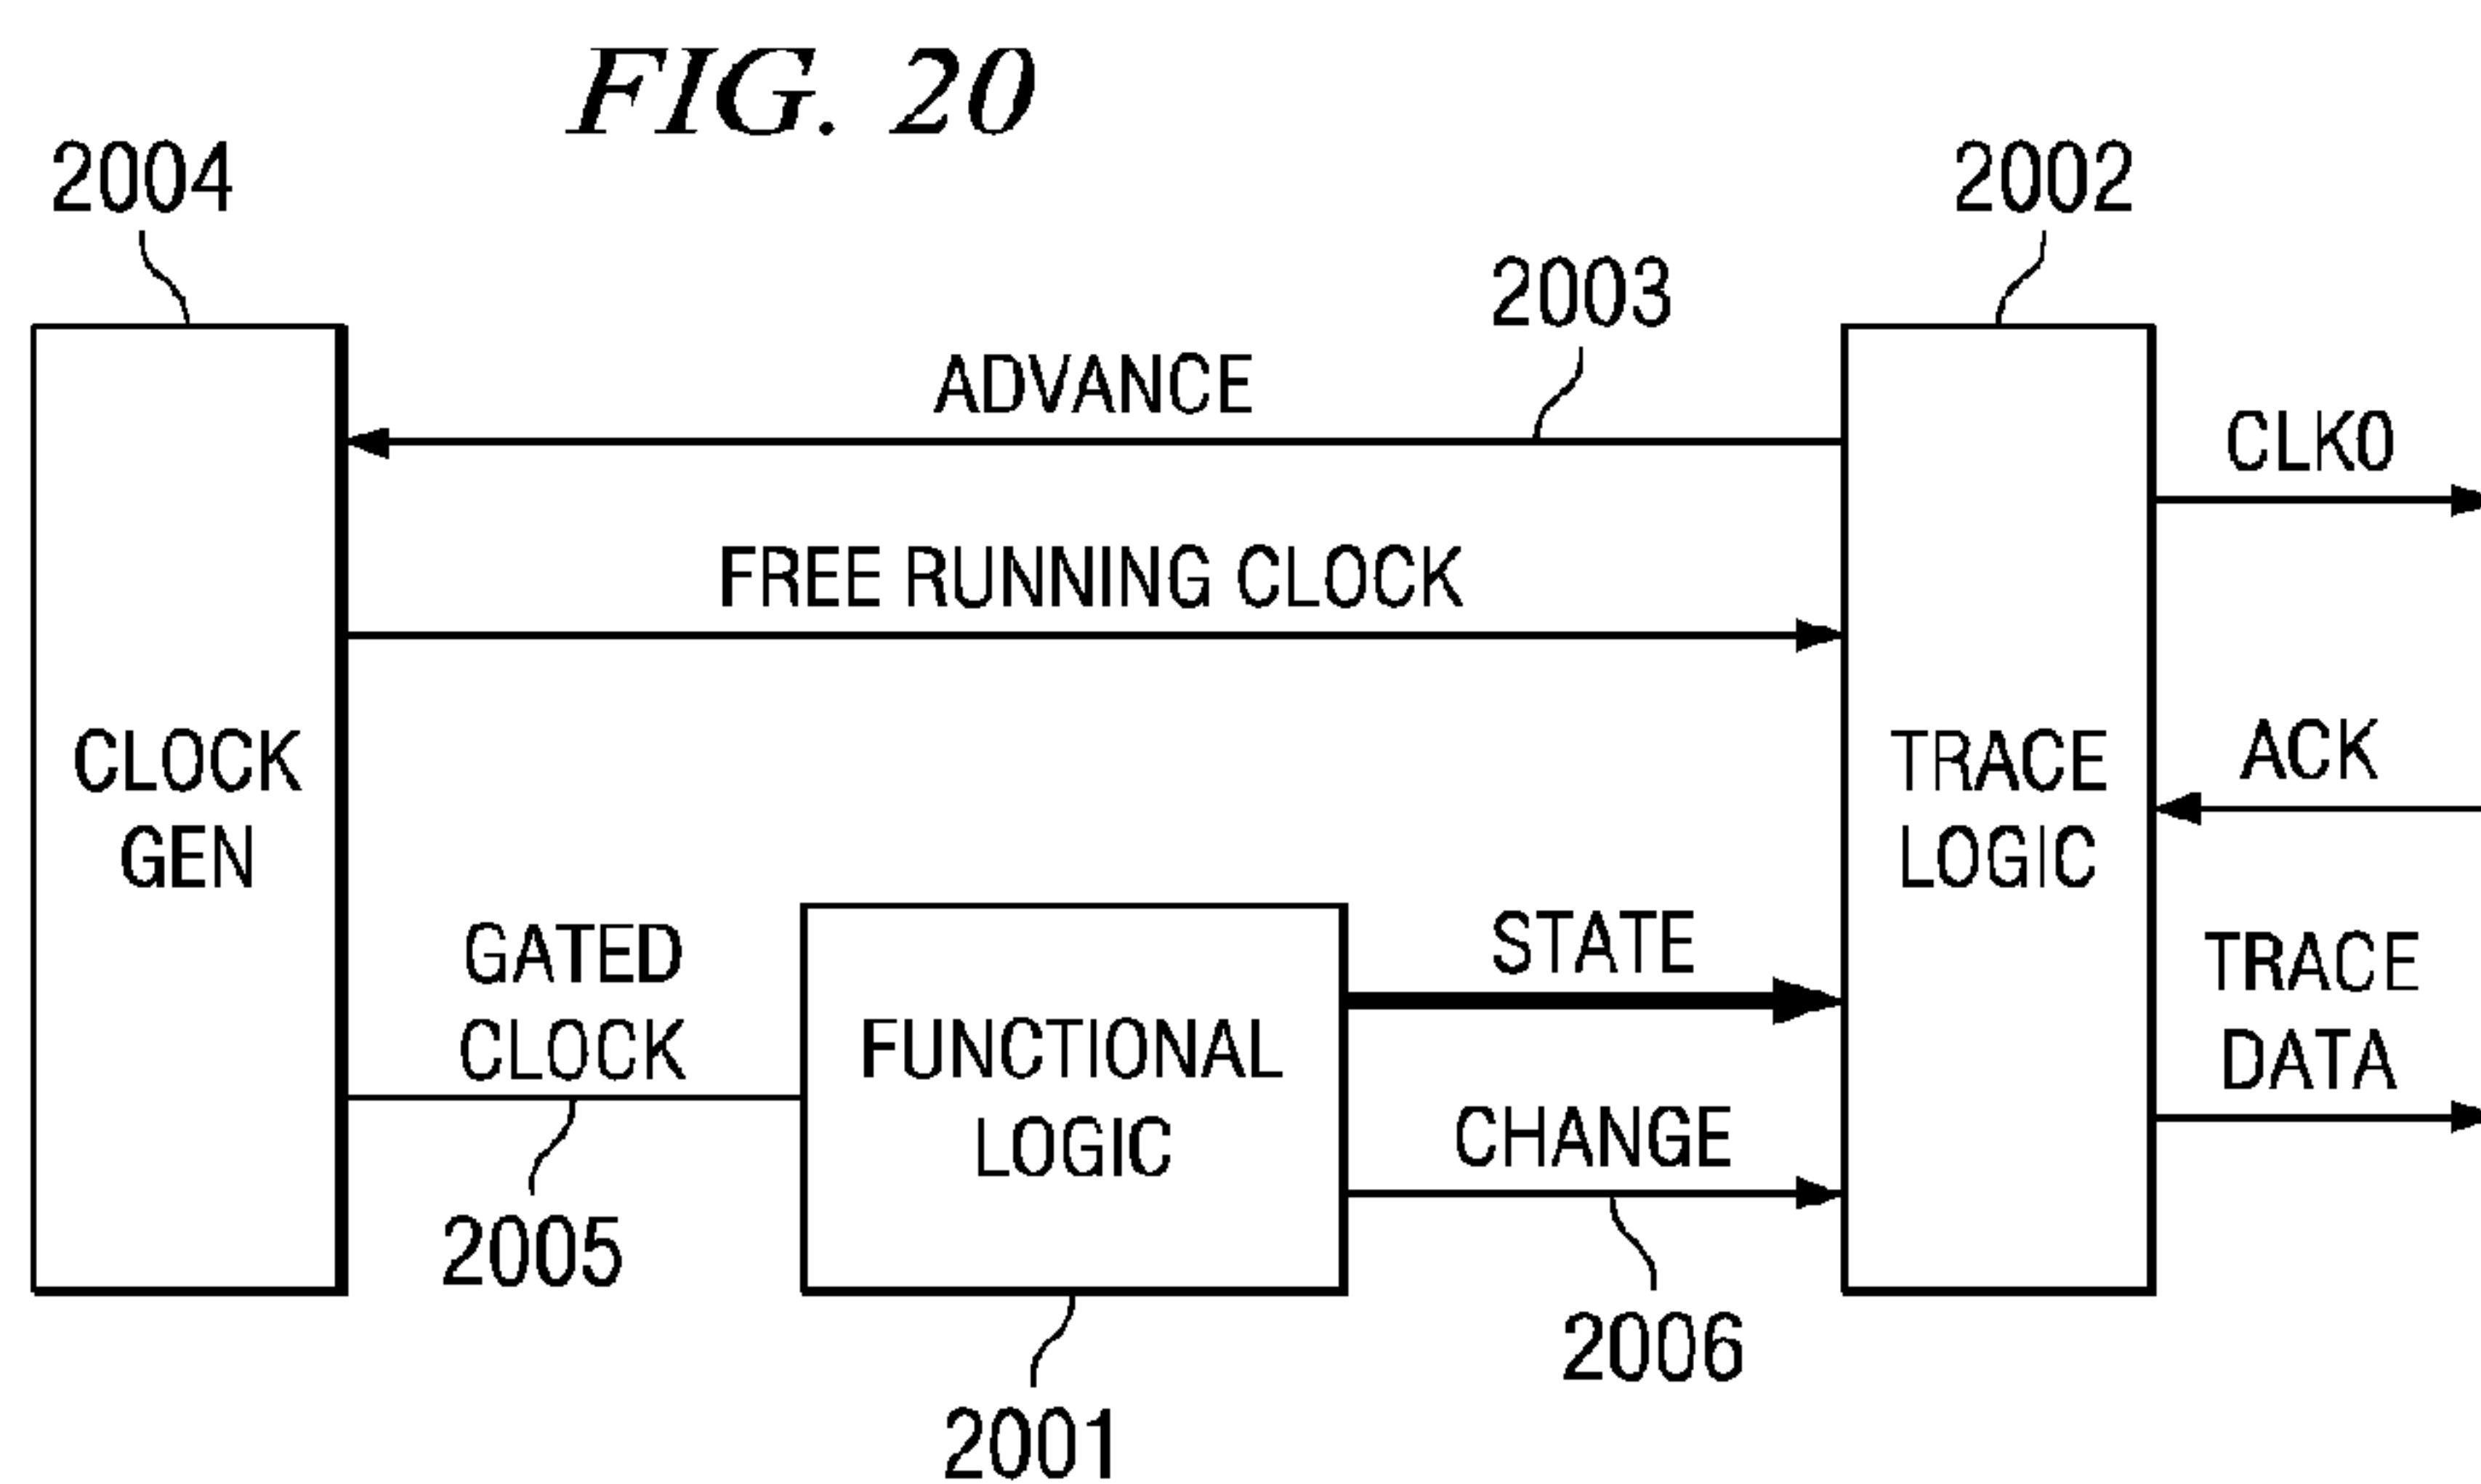 FIG. 20
2004
2002
2003
ADVANCE
CLKO
FREE RUNNING CLOCK
CLOCK
GEN
TRACE
LOGIC
ACK
GATED
CLOCK
STATE
TRACE
DATA
FUNCTIONAL
LOGIC
CHANGE
2005
2006
2001